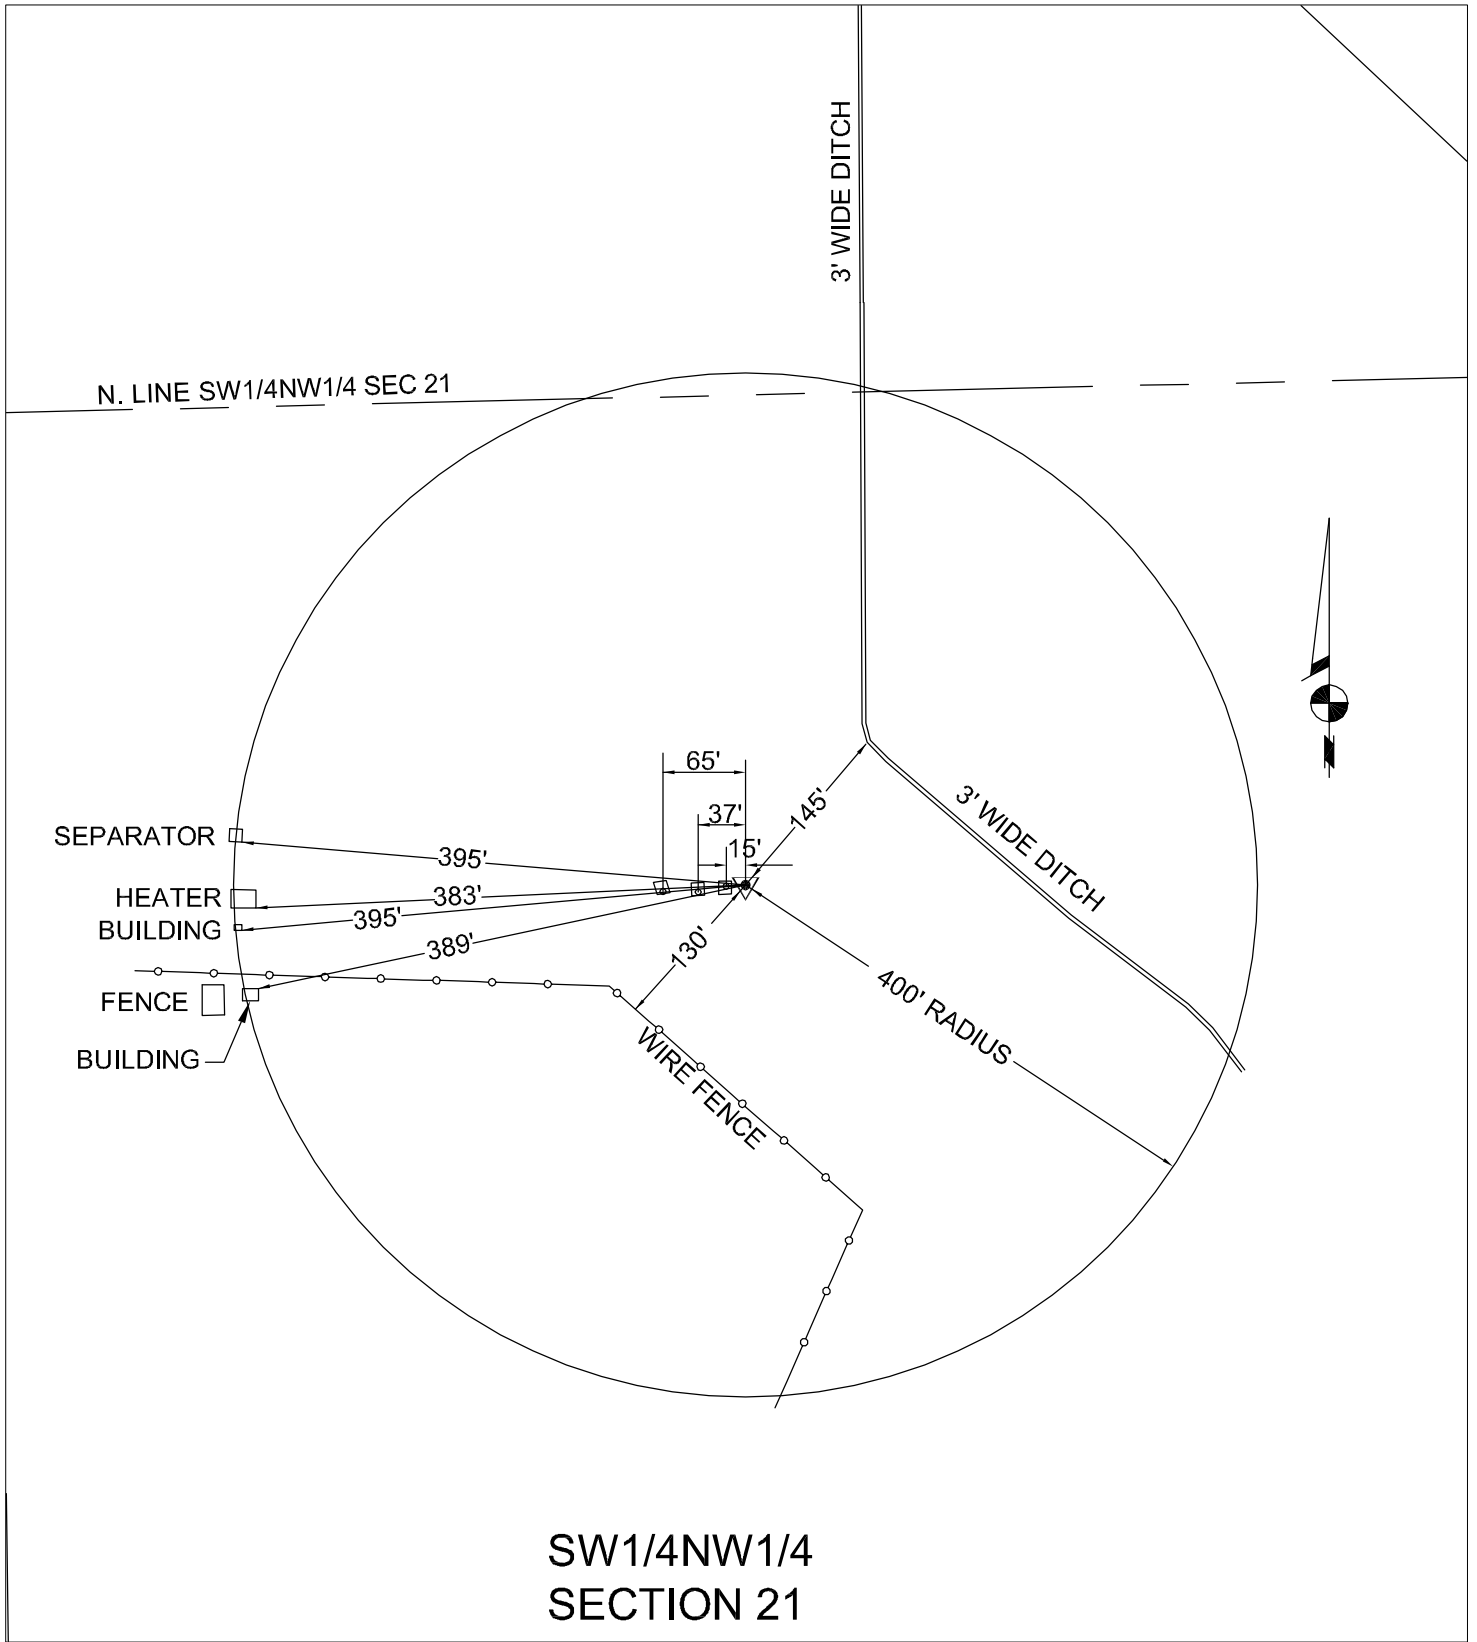 3' WIDE DITCH
N. LINE SW1/4NW1/4 SEC 21
65'
37'
15'
145'
3' WIDE DITCH
SEPARATOR
395'
HEATER
383'
BUILDING
395'
389'
130'
FENCE
400' RADIUS
BUILDING
WIRE FENCE
SW1/4NW1/4
SECTION 21